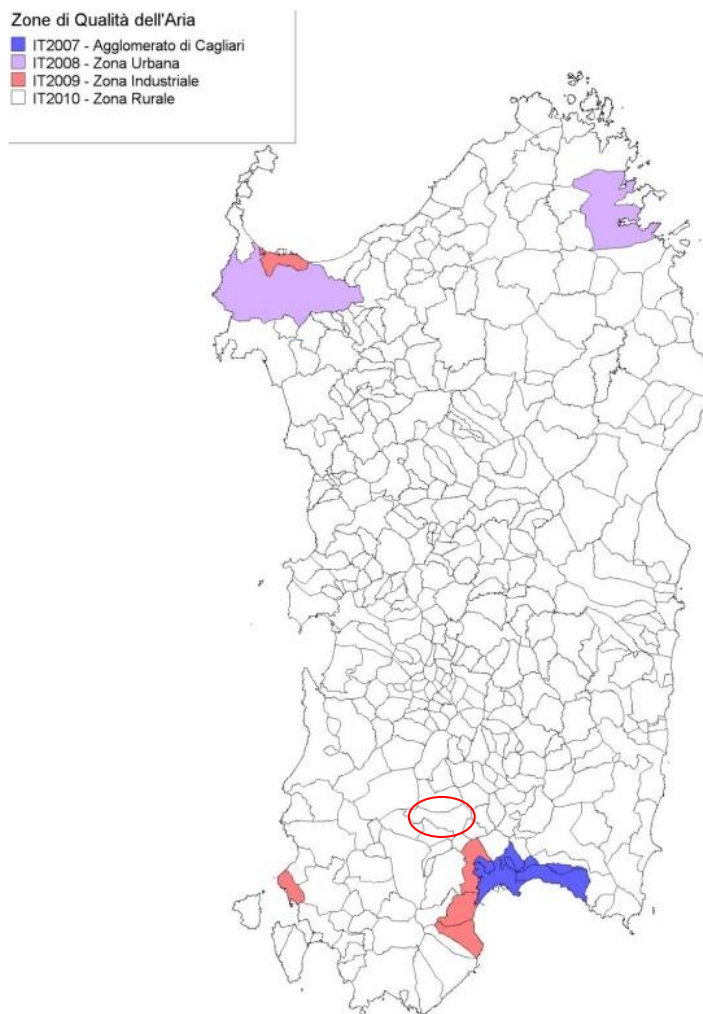 Zone di Qualità dell'Aria
IT2007 - Agglomerato di Cagliari
IT2008 - Zona Urbana
IT2009 - Zona Industriale
IT2010 - Zona Rurale